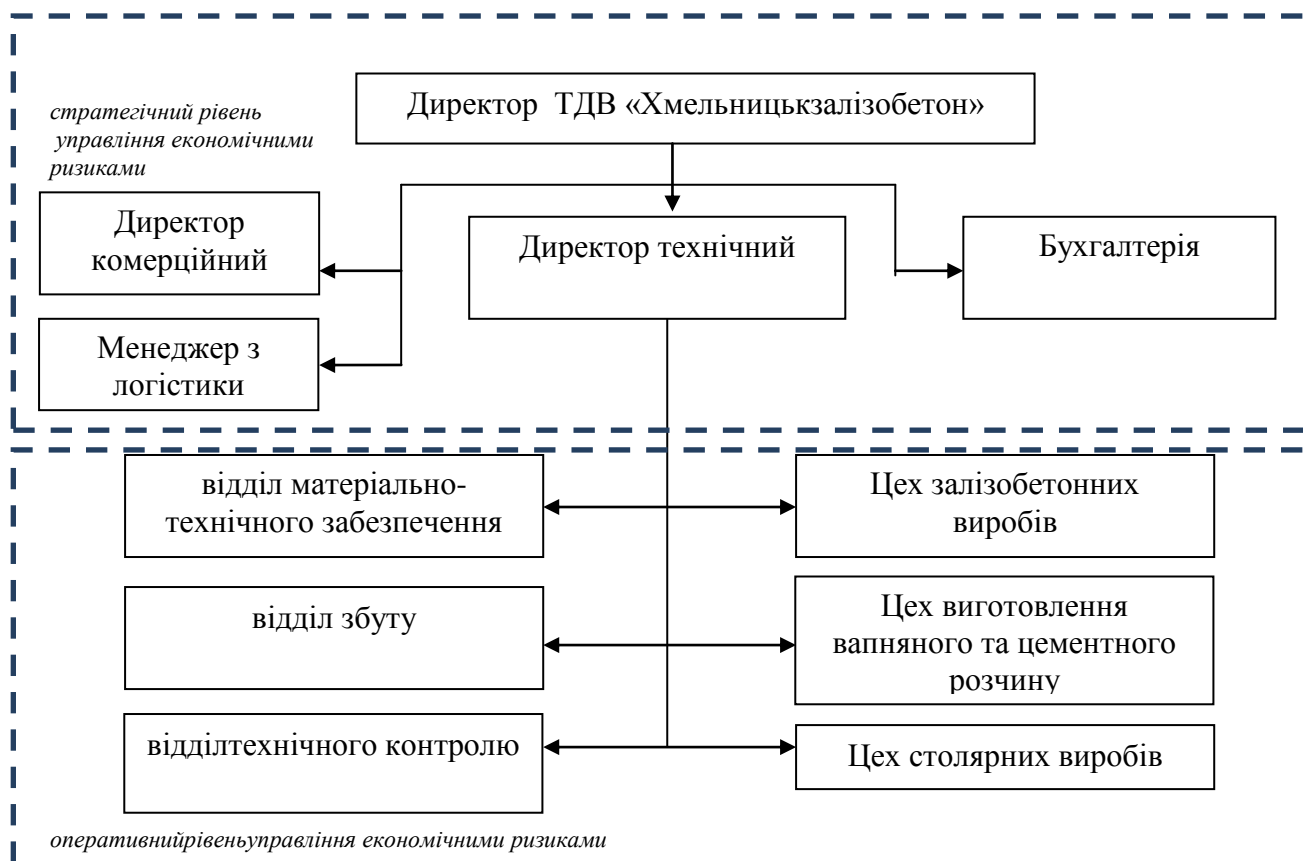 Директор ТДВ «Хмельницькзалізобетон»
стратегічний рівень
управління економічними
ризиками
Директор
комерційний
Директор технічний
Бухгалтерія
Менеджер з
логістики
відділ матеріально-
технічного забезпечення
Цех залізобетонних
виробів
відділ збуту
Цех виготовлення
вапняного та цементного
розчину
відділтехнічного контролю
Цех столярних виробів
оперативнийрівеньуправління економічними ризиками